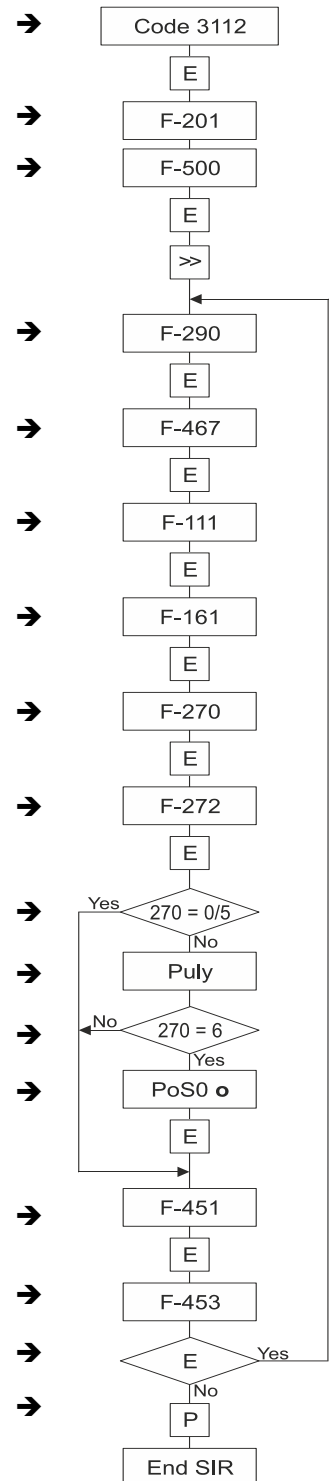 ➔ Code 3112
E
➔ F-201
➔ F-500
E
>>
➔ F-290
E
➔ F-467
E
➔ F-111
E
➔ F-161
E
➔ F-270
E
➔ F-272
E
➔ Yes 270 = 0/5
No
➔ Puly
➔ No 270 = 6
Yes
➔ PoS0 o
E
➔ F-451
E
➔ F-453
➔ E Yes
No
➔ P
End SIR